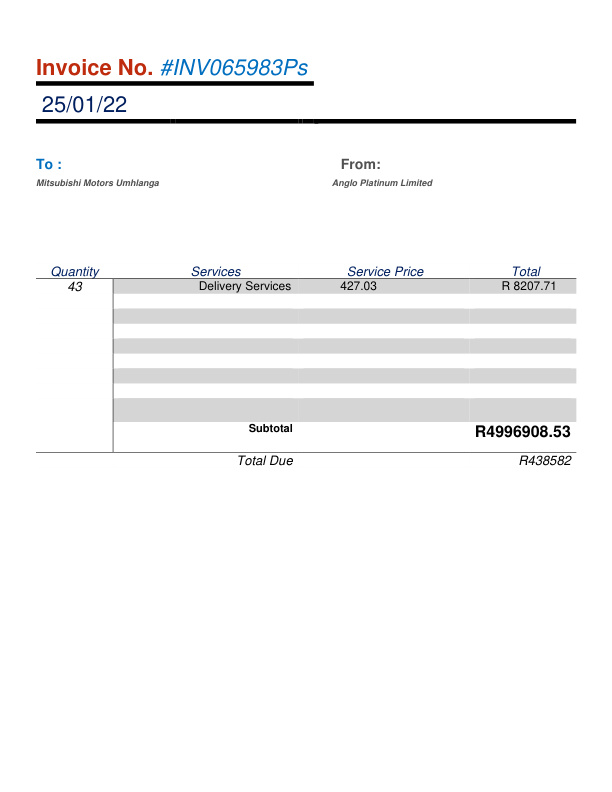 Invoice No. #INV065983Ps
25/01/22
To : From:
Mitsubishi Motors Umhlanga Anglo Platinum Limited
Quantity Services Service Price Total
43 Delivery Services 427.03 R 8207.71
Subtotal R4996908.53
Total Due R438582